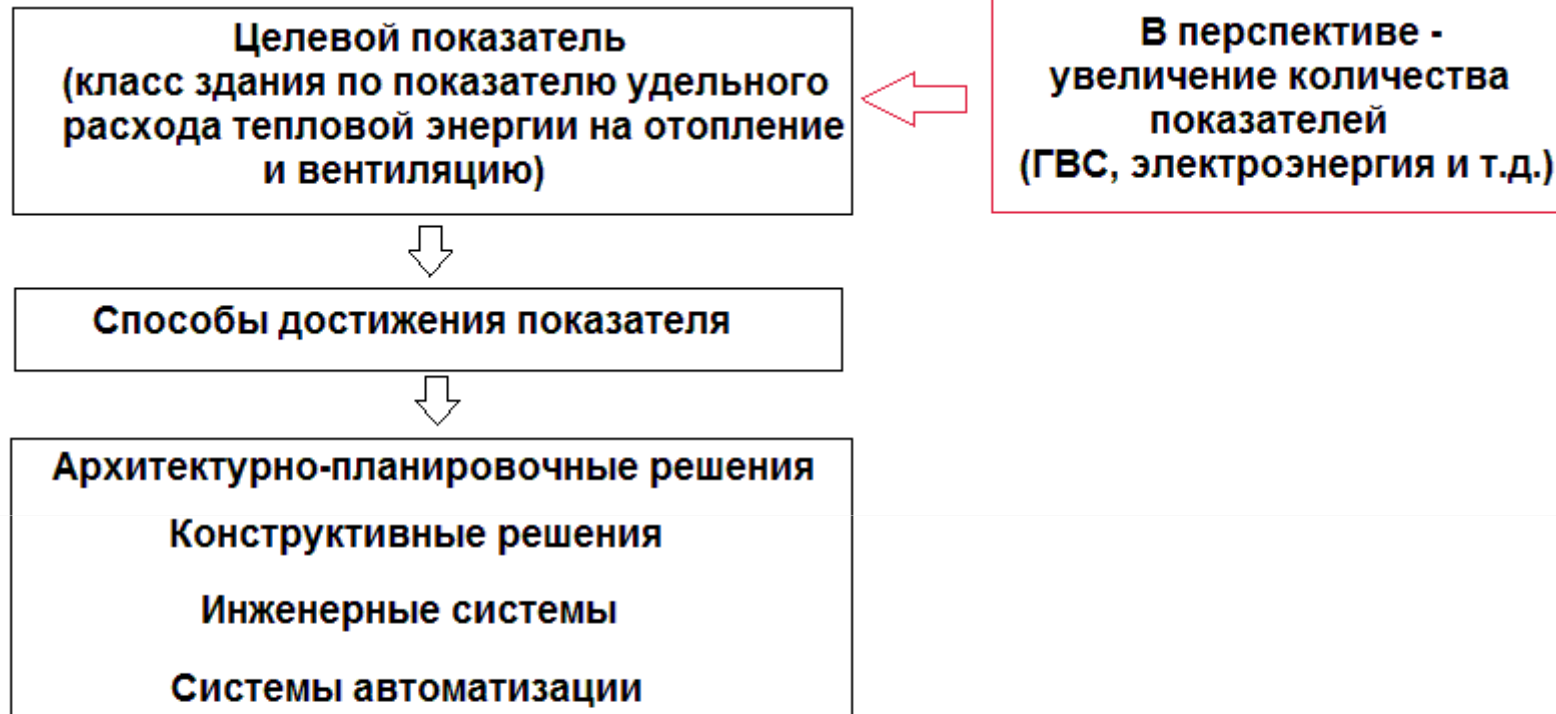 Целевой показатель
(класс здания по показателю удельного
расхода тепловой энергии на отопление
и вентиляцию)
В перспективе -
увеличение количества
показателей
(ГВС, электроэнергия и т.д.)
Способы достижения показателя
Архитектурно-планировочные решения
Конструктивные решения
Инженерные системы
Системы автоматизации